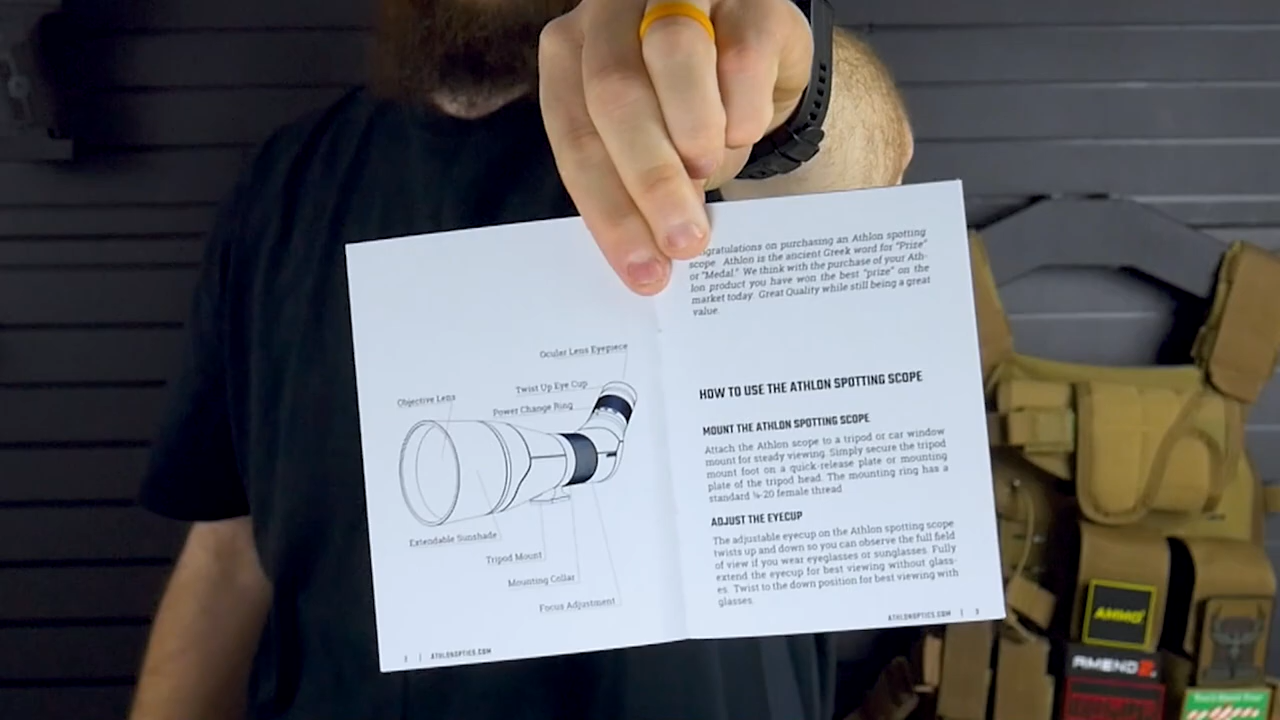 Ocular Lens Eyepiece
Twist Up Eye Cup
Objective Lens
Power Change Ring
Extendable Sunshade
Tripod Mount
Mounting Collar
Focus Adjustment
ATHLONOPTICS.COM
on purchasing an Athlon spotting
scope. Athlon is the ancient Greek word for "Prize"
or "Medal." We think with the purchase of your Ath-
lon product you have won the best "prize" on the
market today. Great Quality while still being a great
value.
HOW TO USE THE ATHLON SPOTTING SCOPE
MOUNT THE ATHLON SPOTTING SCOPE
Attach the Athlon scope to a tripod or car window
mount for steady viewing. Simply secure the tripod
mount foot on a quick-release plate or mounting
plate of the tripod head. The mounting ring has a
standard ¼-20 female thread
ADJUST THE EYECUP
The adjustable eyecup on the Athlon spotting scope
twists up and down so you can observe the full field
of view if you wear eyeglasses or sunglasses. Fully
extend the eyecup for best viewing without glass-
es. Twist to the down position for best viewing with
glasses.
ATHLONOPTICS.COM | 3
AMMO
AMEND2